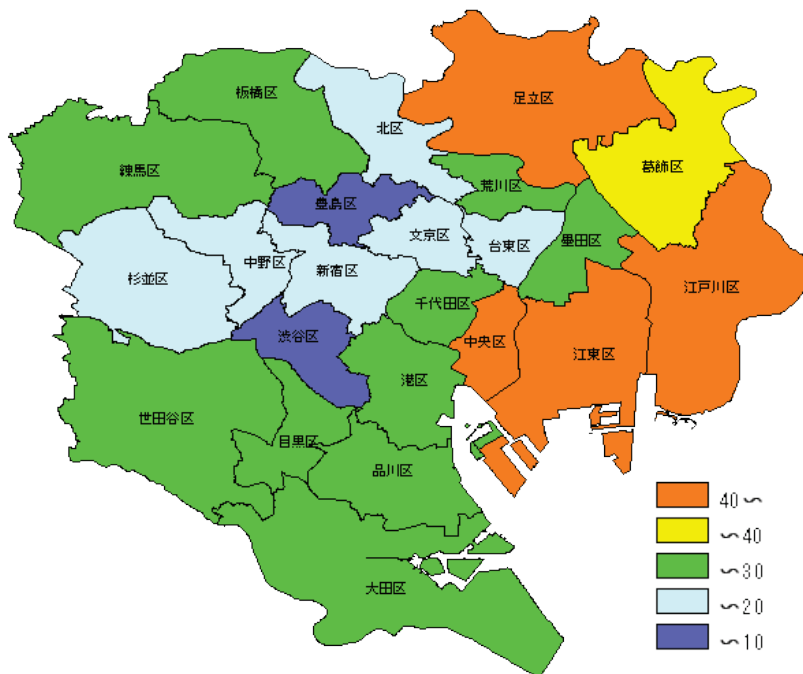 足立区
板橋区
北区
葛飾区
練馬区
荒川区
豊島区
文京区
台東区
墨田区
中野区
新宿区
杉並区
江戸川区
千代田区
渋谷区
中央区
江東区
港区
世田谷区
目黒区
品川区
大田区
40～
～40
～30
～20
～10